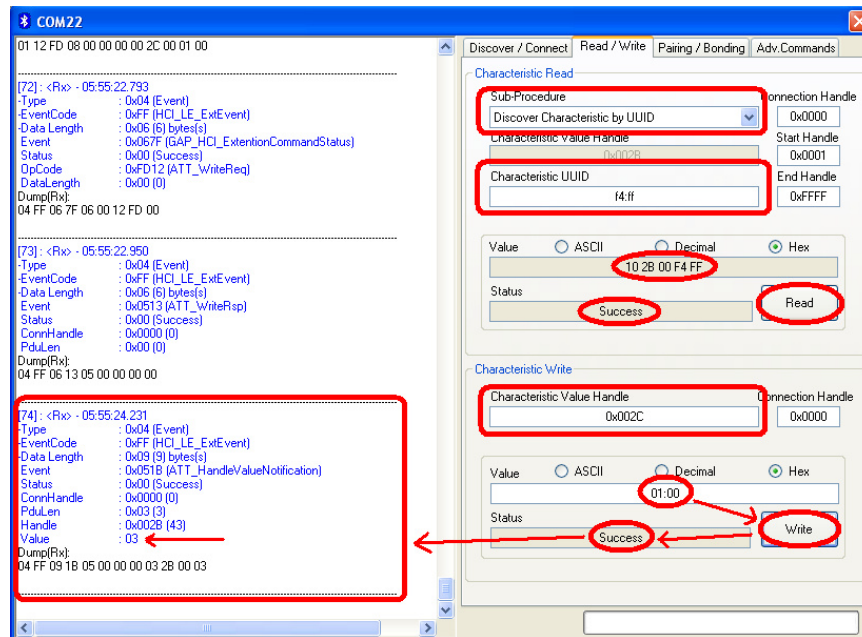 COM22
01 12 FD 08 00 00 00 00 2C 00 01 00
[72] : <Rx> - 05:55:22.793
-Type : 0x04 (Event)
-EventCode : 0xFF (HCI_LE_ExtEvent)
-Data Length : 0x06 (6) bytes(s)
Event : 0x067F (GAP_HCI_ExtentionCommandStatus)
Status : 0x00 (Success)
OpCode : 0xFD12 (ATT_WriteReq)
DataLength : 0x00 (0)
Dump(Rx):
04 FF 06 7F 06 00 12 FD 00
[73] : <Rx> - 05:55:22.950
-Type : 0x04 (Event)
-EventCode : 0xFF (HCI_LE_ExtEvent)
-Data Length : 0x06 (6) bytes(s)
Event : 0x0513 (ATT_WriteRsp)
Status : 0x00 (Success)
ConnHandle : 0x0000 (0)
PduLen : 0x00 (0)
Dump(Rx):
04 FF 06 13 05 00 00 00 00
[74] : <Rx> - 05:55:24.231
-Type : 0x04 (Event)
-EventCode : 0xFF (HCI_LE_ExtEvent)
-Data Length : 0x09 (9) bytes(s)
Event : 0x051B (ATT_HandleValueNotification)
Status : 0x00 (Success)
ConnHandle : 0x0000 (0)
PduLen : 0x03 (3)
Handle : 0x002B (43)
Value : 03
Dump(Rx):
04 FF 09 1B 05 00 00 00 03 2B 00 03
Discover / Connect Read / Write Pairing / Bonding Adv.Commands
Characteristic Read
Sub-Procedure Connection Handle
Discover Characteristic by UUID 0x0000
Characteristic Value Handle Start Handle
0x002B 0x0001
Characteristic UUID End Handle
f4:ff 0xFFFF
Value ASCII Decimal Hex
10 2B 00 F4 FF
Status
Success Read
Characteristic Write
Characteristic Value Handle Connection Handle
0x002C 0x0000
Value ASCII Decimal Hex
01:00
Status
Success Write